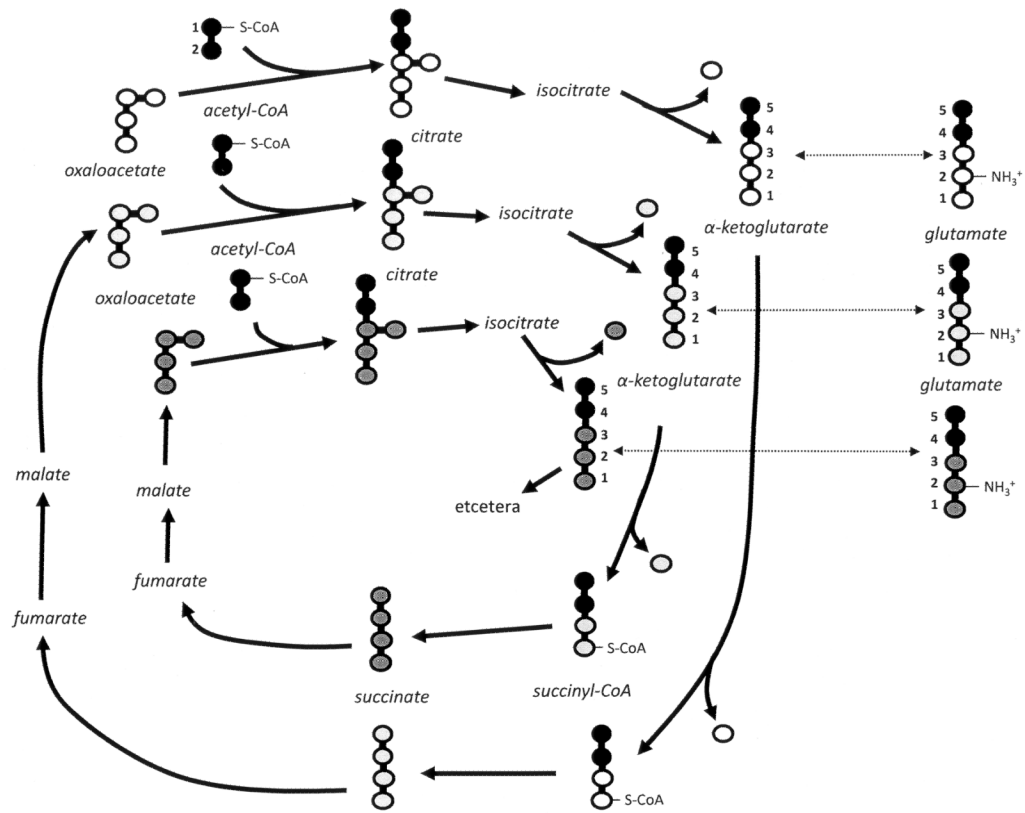 1
S-CoA
2
acetyl-CoA
oxaloacetate
citrate
isocitrate
5
4
3
2
1
α-ketoglutarate
5
4
3
2
NH₃⁺
1
glutamate
S-CoA
acetyl-CoA
oxaloacetate
citrate
isocitrate
5
4
3
2
1
α-ketoglutarate
5
4
3
2
NH₃⁺
1
glutamate
S-CoA
isocitrate
5
4
3
2
1
5
4
3
2
NH₃⁺
1
etcetera
malate
malate
fumarate
fumarate
S-CoA
succinate
succinyl-CoA
S-CoA